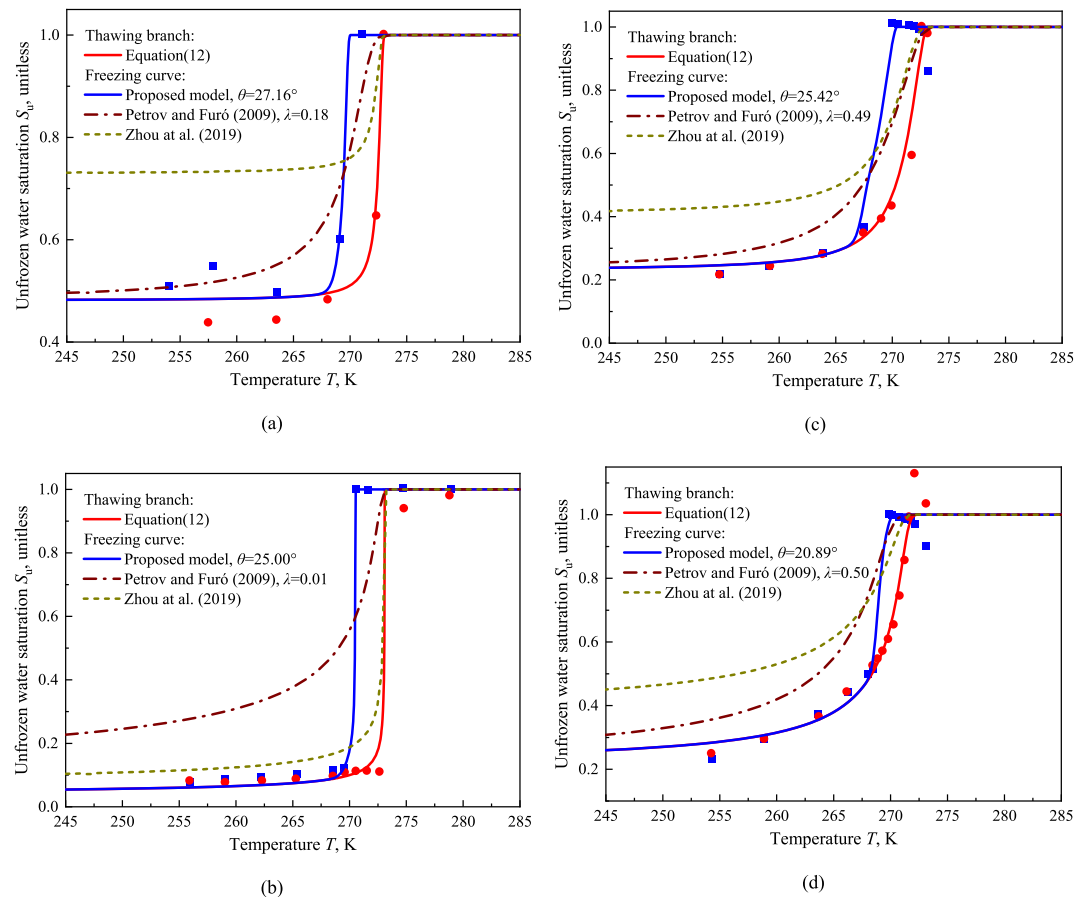 Unfrozen water saturation Sᵤ, unitless
1.0
0.8
0.6
0.4
Thawing branch:
Equation(12)
Freezing curve:
Proposed model, θ=27.16°
Petrov and Furó (2009), λ=0.18
Zhou at al. (2019)
245 250 255 260 265 270 275 280 285
Temperature T, K
(a)
Unfrozen water saturation Sᵤ, unitless
1.0
0.8
0.6
0.4
0.2
0.0
Thawing branch:
Equation(12)
Freezing curve:
Proposed model, θ=25.42°
Petrov and Furó (2009), λ=0.49
Zhou at al. (2019)
245 250 255 260 265 270 275 280 285
Temperature T, K
(c)
Unfrozen water saturation Sᵤ, unitless
1.0
0.8
0.6
0.4
0.2
0.0
Thawing branch:
Equation(12)
Freezing curve:
Proposed model, θ=25.00°
Petrov and Furó (2009), λ=0.01
Zhou at al. (2019)
245 250 255 260 265 270 275 280 285
Temperature T, K
(b)
Unfrozen water saturation Sᵤ, unitless
1.0
0.8
0.6
0.4
0.2
Thawing branch:
Equation(12)
Freezing curve:
Proposed model, θ=20.89°
Petrov and Furó (2009), λ=0.50
Zhou at al. (2019)
245 250 255 260 265 270 275 280 285
Temperature T, K
(d)